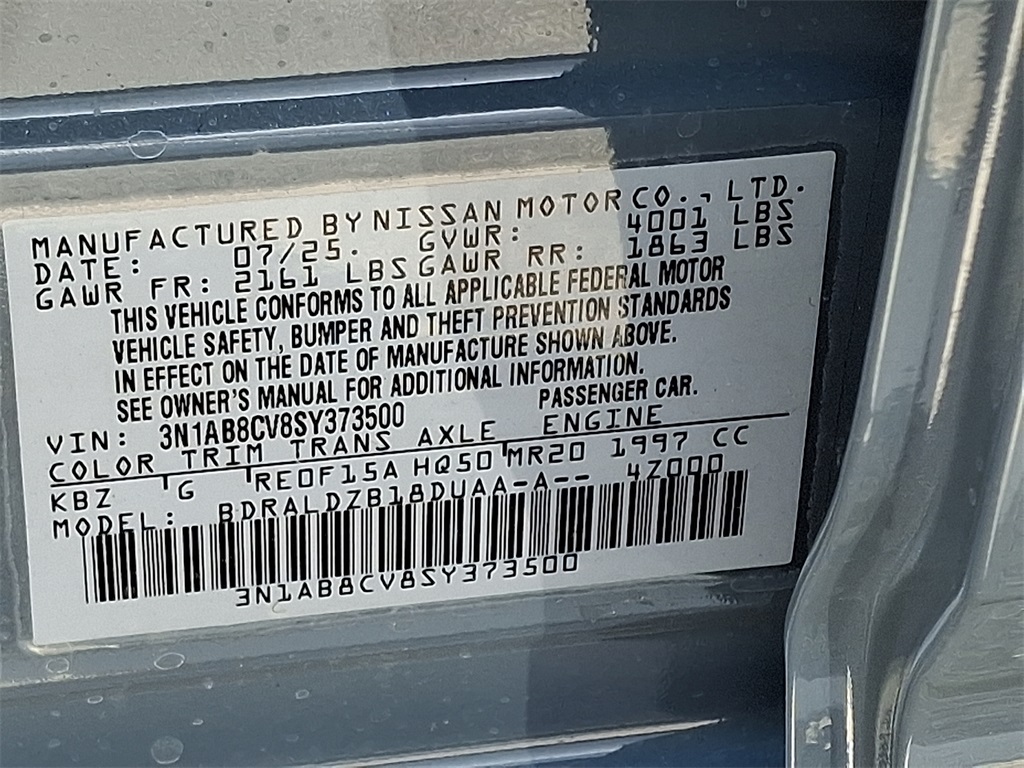 MANUFACTURED BY NISSAN MOTOR CO., LTD.
DATE: 07/25. GVWR: 4001 LBS
GAWR FR: 2161 LBS GAWR RR: 1863 LBS
THIS VEHICLE CONFORMS TO ALL APPLICABLE FEDERAL MOTOR
VEHICLE SAFETY, BUMPER AND THEFT PREVENTION STANDARDS
IN EFFECT ON THE DATE OF MANUFACTURE SHOWN ABOVE.
SEE OWNER'S MANUAL FOR ADDITIONAL INFORMATION.
VIN: 3N1AB8CV8SY373500 PASSENGER CAR.
COLOR TRIM TRANS AXLE ENGINE
KBZ G RE0F15A HQ50 MR20 1997 CC
MODEL: BDRALDZB18DUAA-A-- 4Z000
3N1AB8CV8SY373500